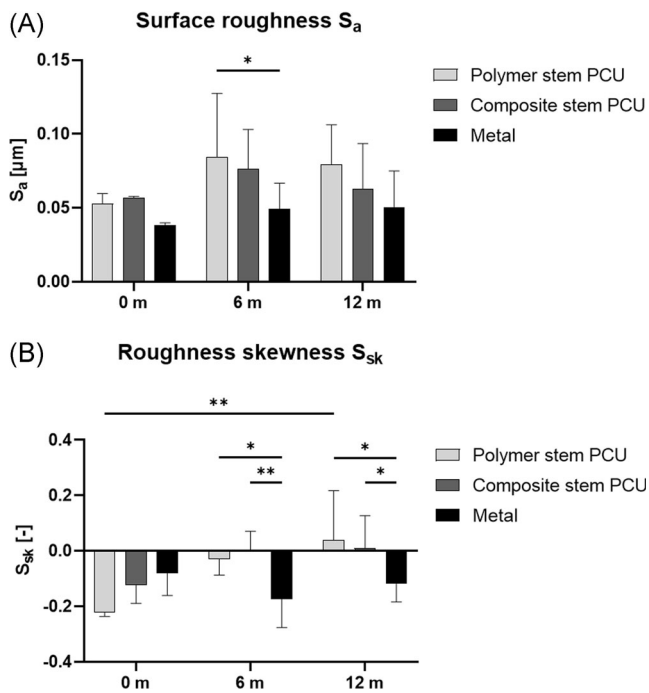 (A)
Surface roughness Sa
0.15
0.10
0.05
0.00
Sa [µm]
*
0 m 6 m 12 m
Polymer stem PCU
Composite stem PCU
Metal
(B)
Roughness skewness Ssk
0.4
0.2
0.0
-0.2
-0.4
Ssk [-]
**
* *
** *
0 m 6 m 12 m
Polymer stem PCU
Composite stem PCU
Metal